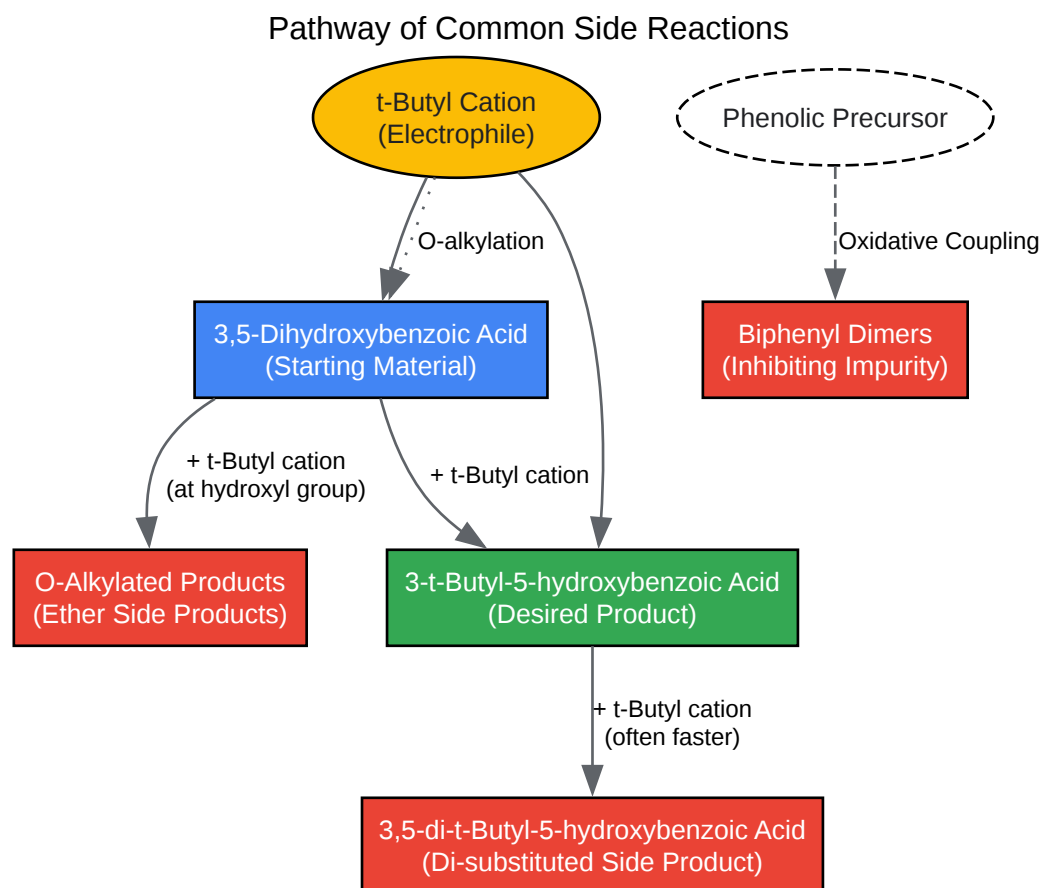 Pathway of Common Side Reactions
t-Butyl Cation
(Electrophile)
Phenolic Precursor
O-alkylation
Oxidative Coupling
3,5-Dihydroxybenzoic Acid
(Starting Material)
Biphenyl Dimers
(Inhibiting Impurity)
+ t-Butyl cation
(at hydroxyl group)
+ t-Butyl cation
O-Alkylated Products
(Ether Side Products)
3-t-Butyl-5-hydroxybenzoic Acid
(Desired Product)
+ t-Butyl cation
(often faster)
3,5-di-t-Butyl-5-hydroxybenzoic Acid
(Di-substituted Side Product)